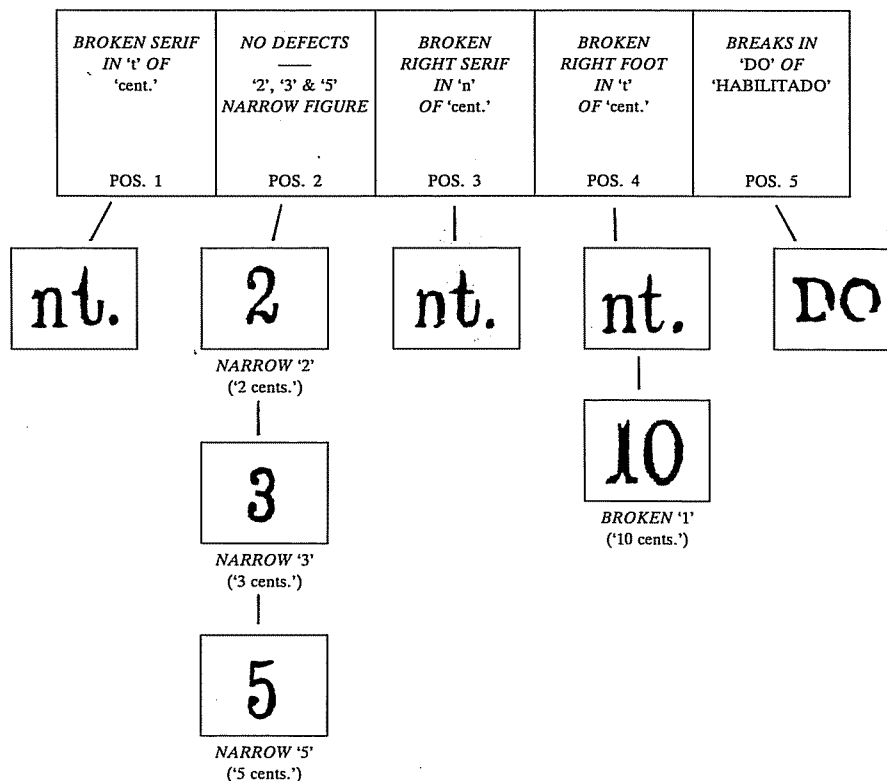 BROKEN SERIF
IN 't' OF
'cent.'
POS. 1
NO DEFECTS
'2', '3' & '5'
NARROW FIGURE
POS. 2
BROKEN
RIGHT SERIF
IN 'n'
OF 'cent.'
POS. 3
BROKEN
RIGHT FOOT
IN 't'
OF 'cent.'
POS. 4
BREAKS IN
'DO' OF
'HABILITADO'
POS. 5
nt.
2
nt.
nt.
DO
NARROW '2'
('2 cents.')
10
BROKEN '1'
('10 cents.')
3
NARROW '3'
('3 cents.')
5
NARROW '5'
('5 cents.')